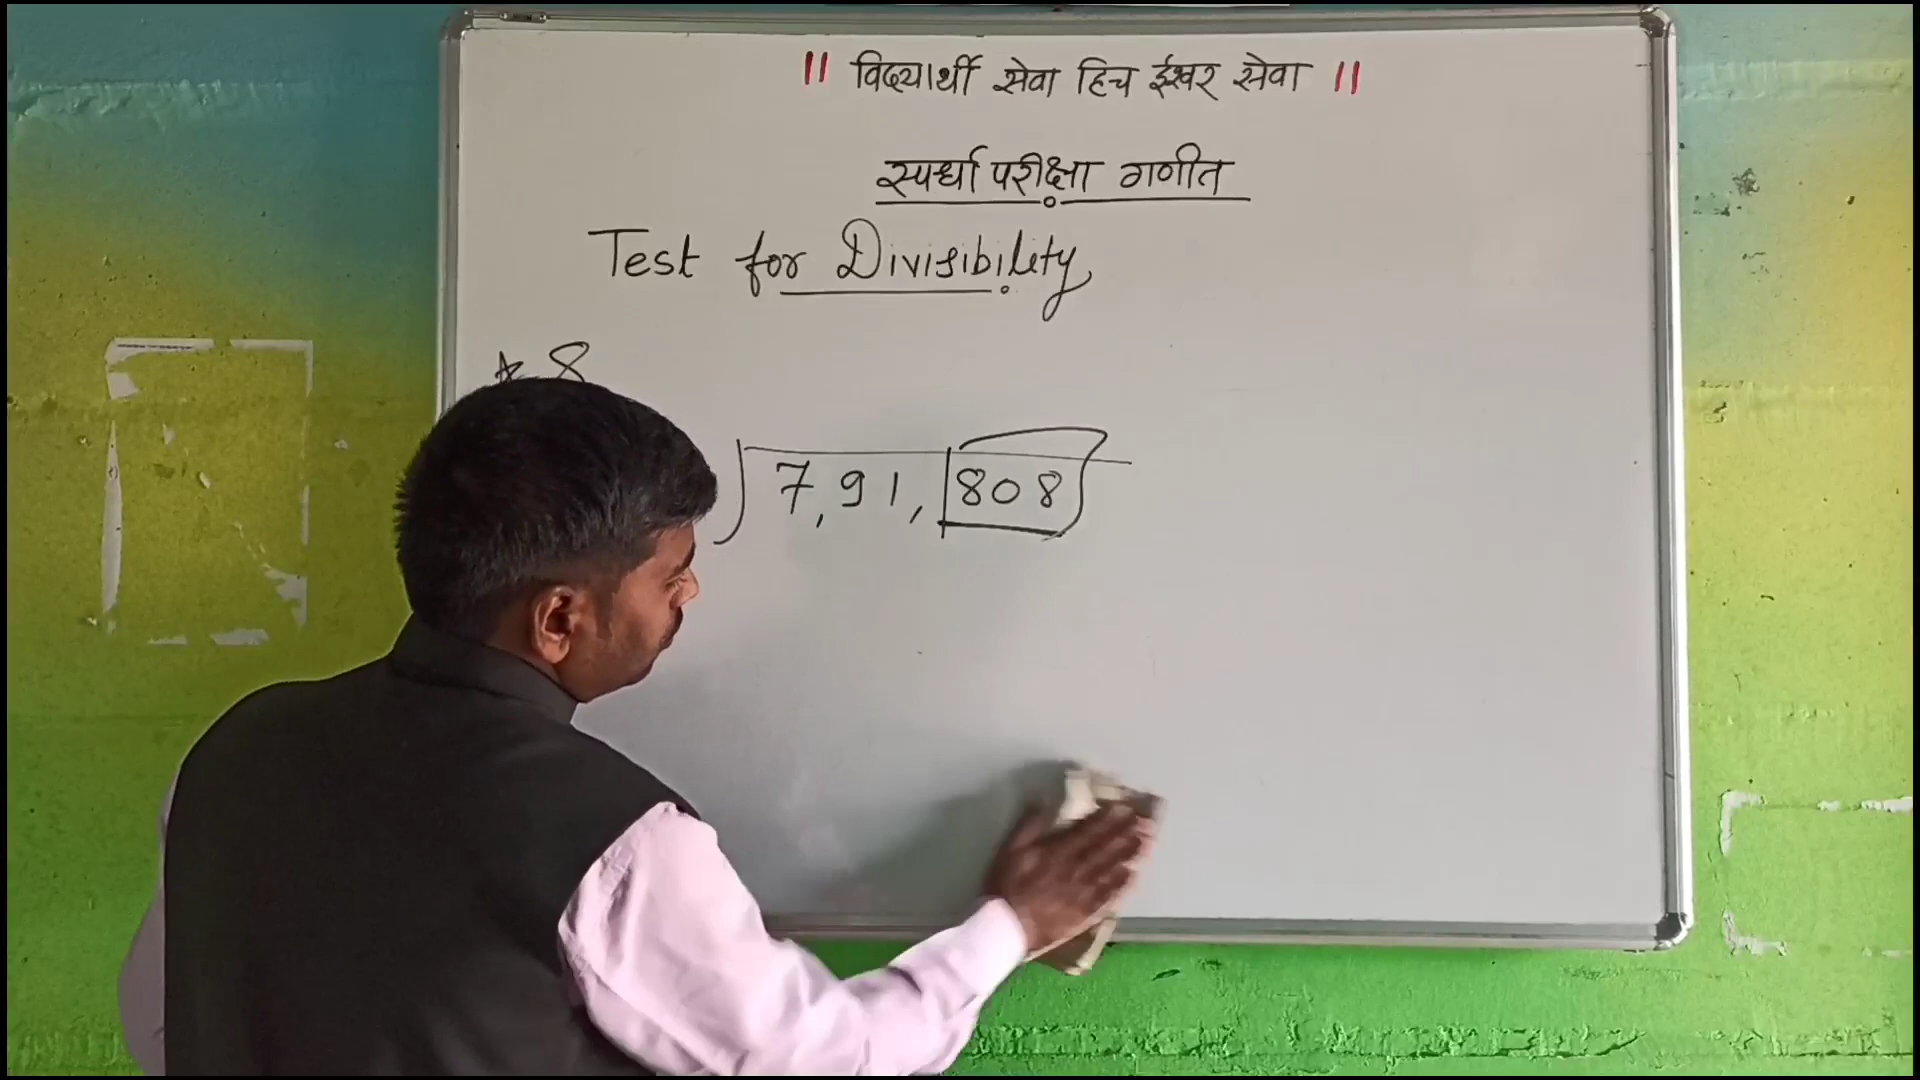 ॥ विद्यार्थी सेवा हिच ईश्वर सेवा ॥
स्पर्धा परीक्षा गणीत
Test for Divisibility
* 8
7,91,808